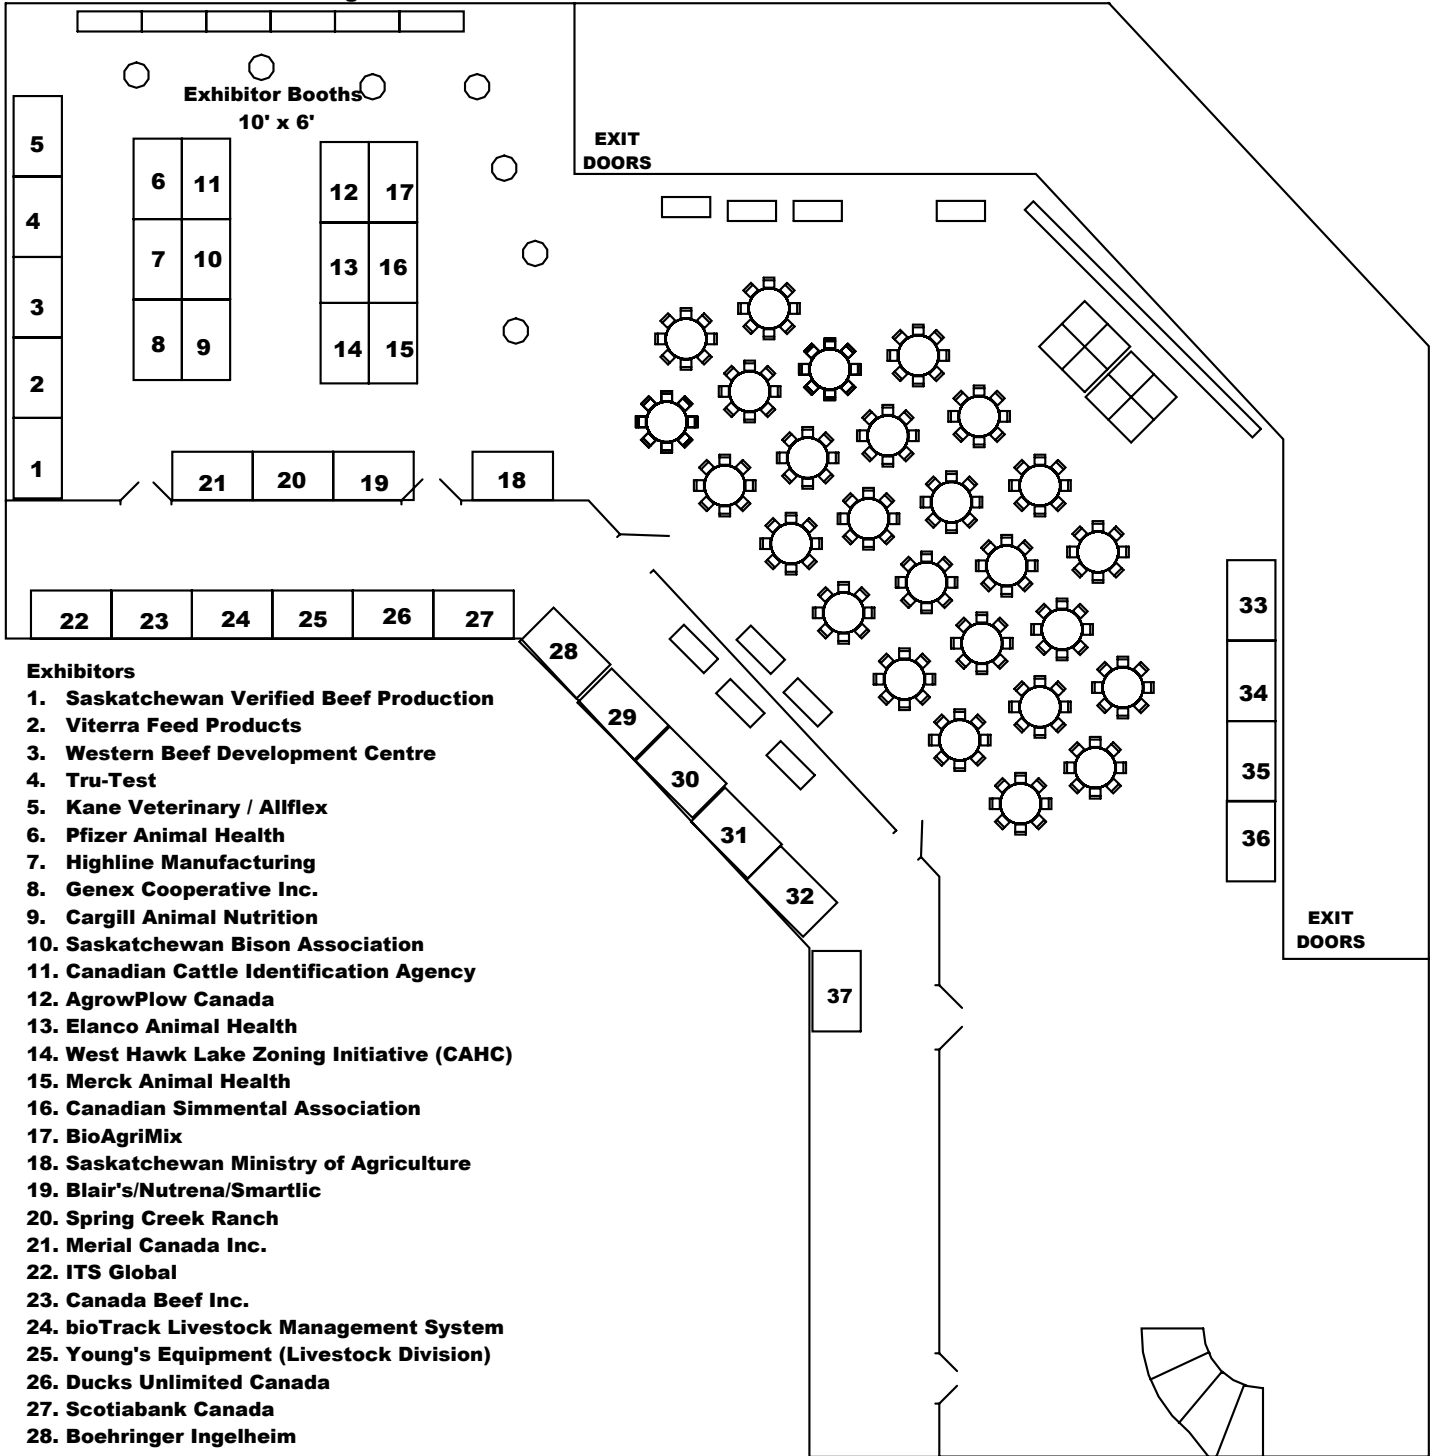 Exhibitor Booths
10' x 6'
EXIT
DOORS
5
4
3
2
1
6 11
7 10
8 9
12 17
13 16
14 15
21 20 19 18
22 23 24 25 26 27
28
29
30
31
32
37
33
34
35
36
EXIT
DOORS
Exhibitors
1. Saskatchewan Verified Beef Production
2. Viterra Feed Products
3. Western Beef Development Centre
4. Tru-Test
5. Kane Veterinary / Allflex
6. Pfizer Animal Health
7. Highline Manufacturing
8. Genex Cooperative Inc.
9. Cargill Animal Nutrition
10. Saskatchewan Bison Association
11. Canadian Cattle Identification Agency
12. AgrowPlow Canada
13. Elanco Animal Health
14. West Hawk Lake Zoning Initiative (CAHC)
15. Merck Animal Health
16. Canadian Simmental Association
17. BioAgriMix
18. Saskatchewan Ministry of Agriculture
19. Blair's/Nutrena/Smartlic
20. Spring Creek Ranch
21. Merial Canada Inc.
22. ITS Global
23. Canada Beef Inc.
24. bioTrack Livestock Management System
25. Young's Equipment (Livestock Division)
26. Ducks Unlimited Canada
27. Scotiabank Canada
28. Boehringer Ingelheim